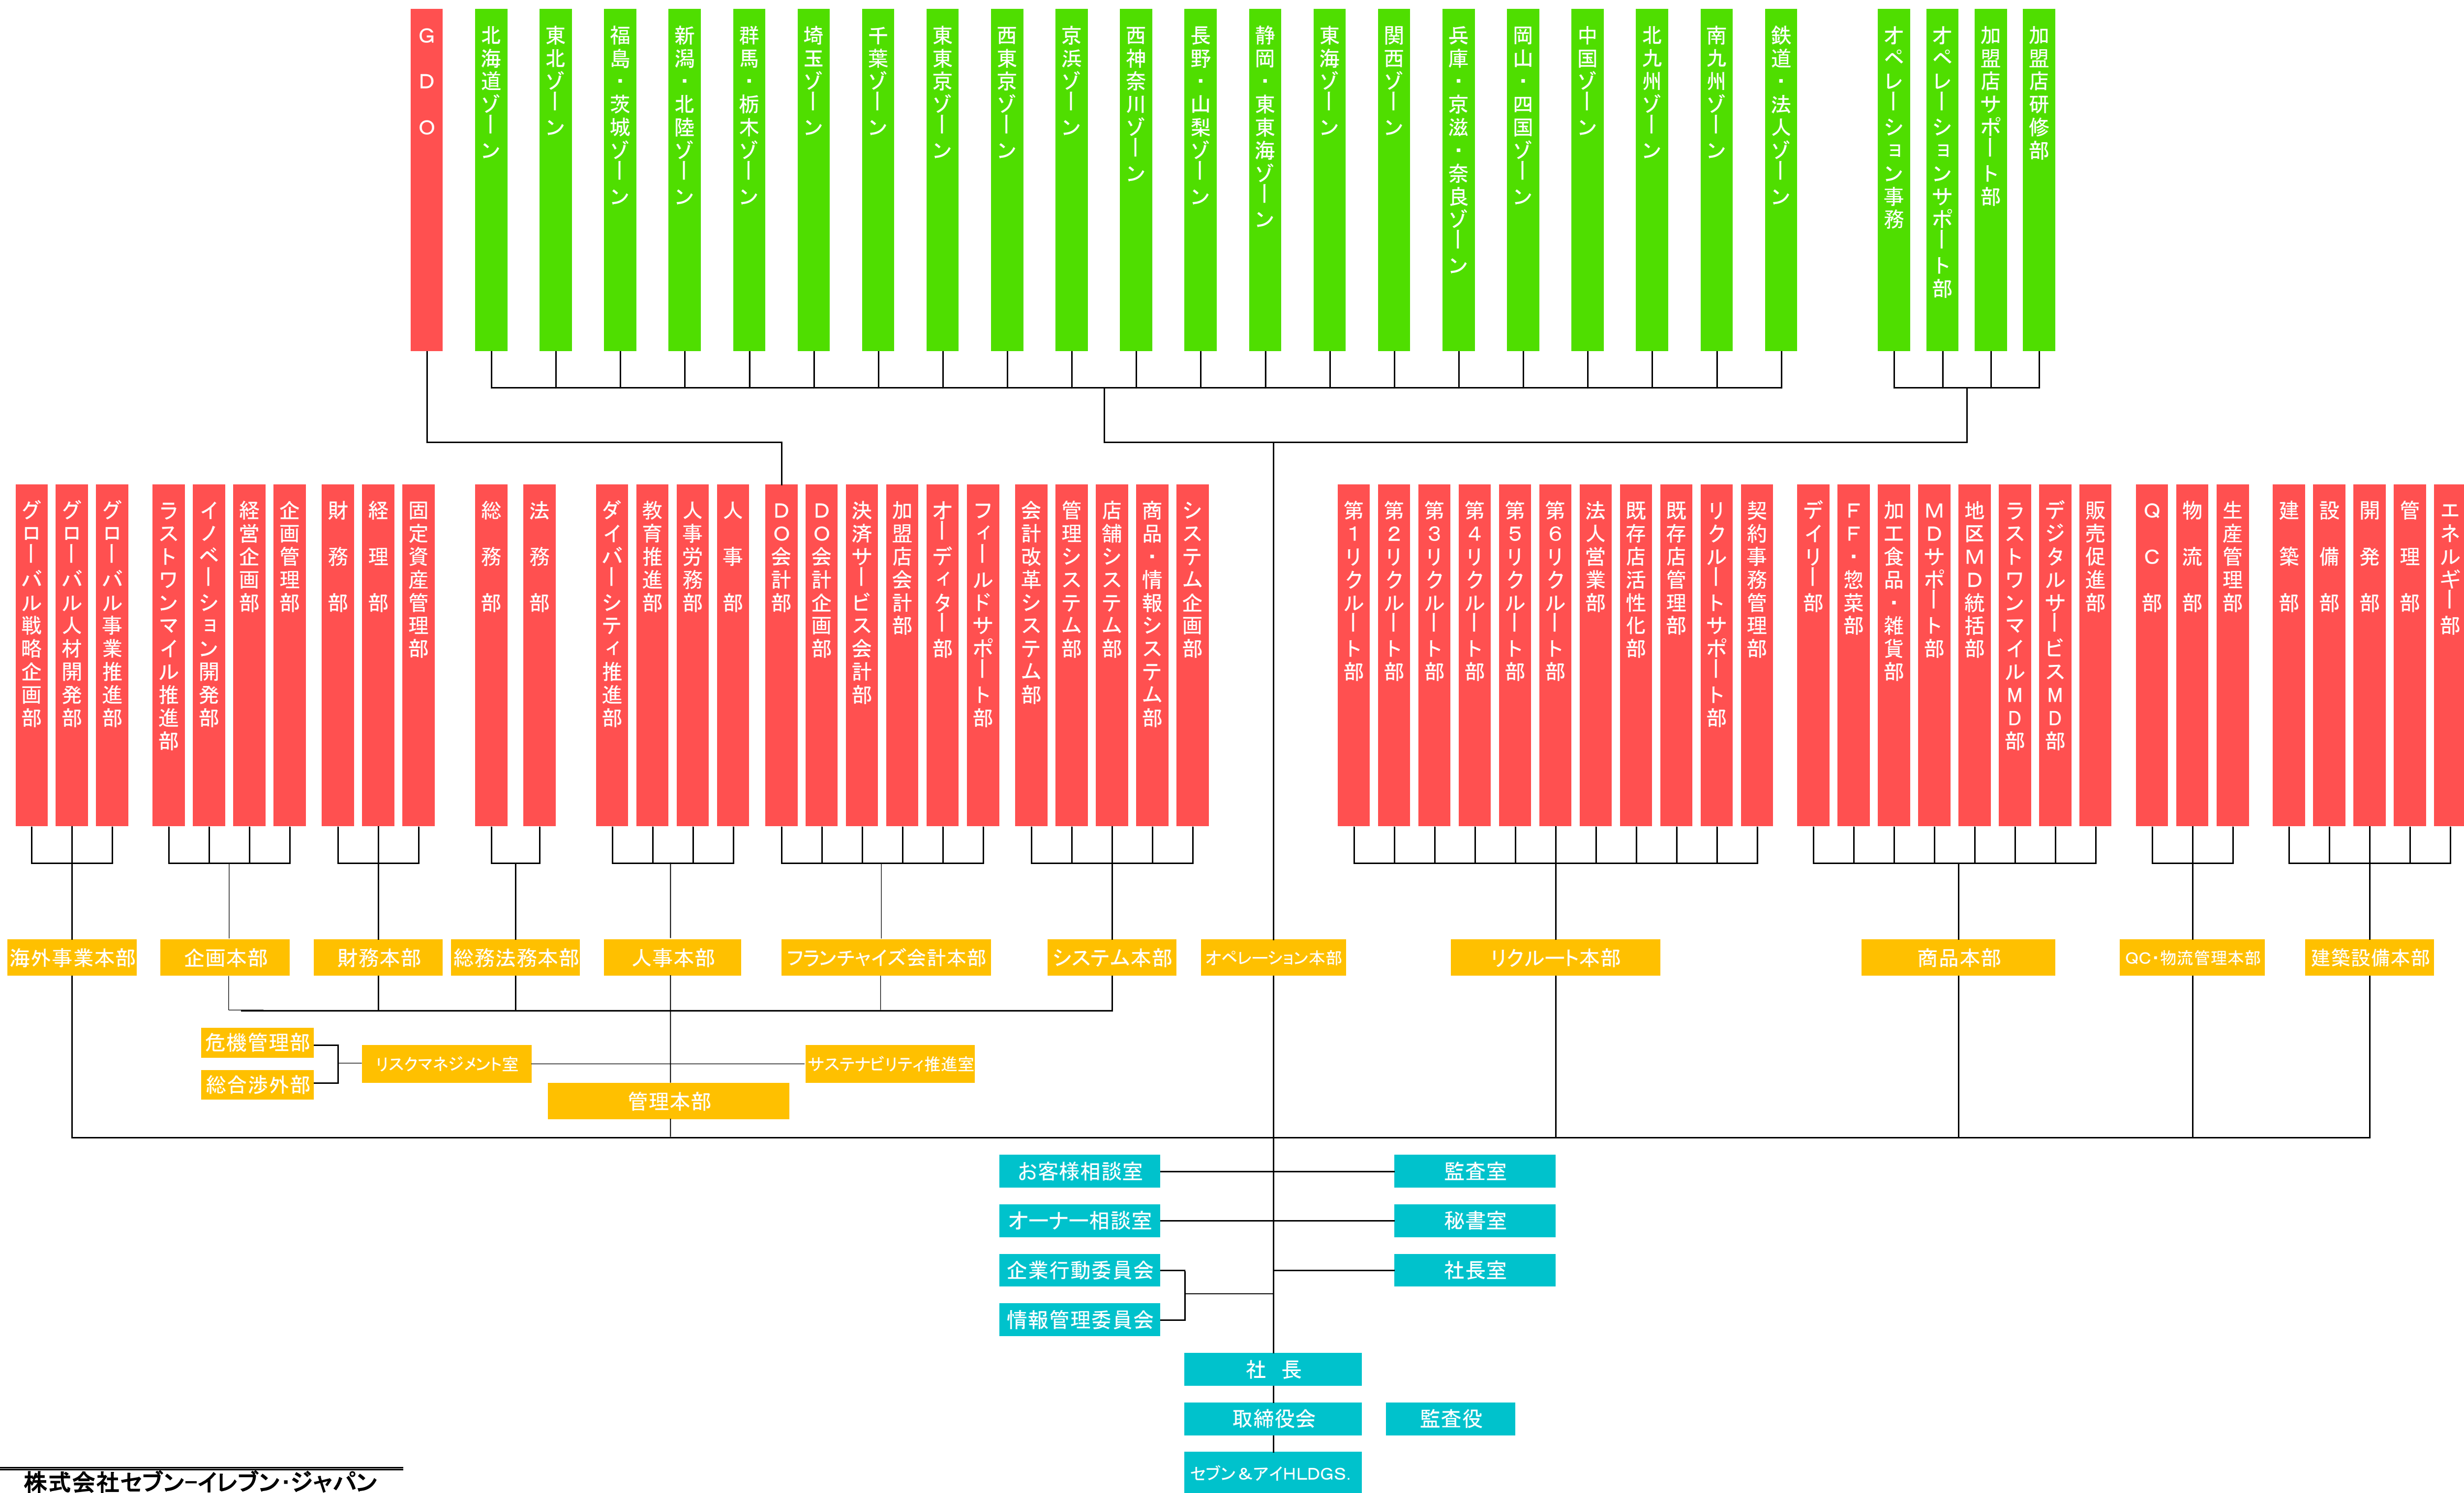 GDO
北海道ゾーン
東北ゾーン
福島・茨城ゾーン
新潟・北陸ゾーン
群馬・栃木ゾーン
埼玉ゾーン
千葉ゾーン
東東京ゾーン
西東京ゾーン
京浜ゾーン
西神奈川ゾーン
長野・山梨ゾーン
静岡・東東海ゾーン
東海ゾーン
関西ゾーン
兵庫・京滋・奈良ゾーン
岡山・四国ゾーン
中国ゾーン
北九州ゾーン
南九州ゾーン
鉄道・法人ゾーン
オペレーション事務
オペレーションサポート部
加盟店サポート部
加盟店研修部
グローバル戦略企画部
グローバル人材開発部
グローバル事業推進部
ラストワンマイル推進部
イノベーション開発部
経営企画部
企画管理部
財務部
経理部
固定資産管理部
総務部
法務部
ダイバーシティ推進部
教育推進部
人事労務部
人事部
DO会計部
DO会計企画部
決済サービス会計部
加盟店会計部
オーディター部
フィールドサポート部
会計改革システム部
管理システム部
店舗システム部
商品・情報システム部
システム企画部
第1リクルート部
第2リクルート部
第3リクルート部
第4リクルート部
第5リクルート部
第6リクルート部
法人営業部
既存店活性化部
既存店管理部
リクルートサポート部
契約事務管理部
デイリー部
FF・惣菜部
加工食品・雑貨部
MDサポート部
地区MD統括部
ラストワンマイルMD部
デジタルサービスMD部
販売促進部
QC部
物流部
生産管理部
建築部
設備部
開発部
管理部
エネルギー部
海外事業本部
企画本部
財務本部
総務法務本部
人事本部
フランチャイズ会計本部
システム本部
オペレーション本部
リクルート本部
商品本部
QC・物流管理本部
建築設備本部
危機管理部
総合渉外部
リスクマネジメント室
サステナビリティ推進室
管理本部
お客様相談室
監査室
オーナー相談室
秘書室
企業行動委員会
社長室
情報管理委員会
社 長
取締役会
監査役
セブン&アイHLDGS.
株式会社セブン-イレブン・ジャパン